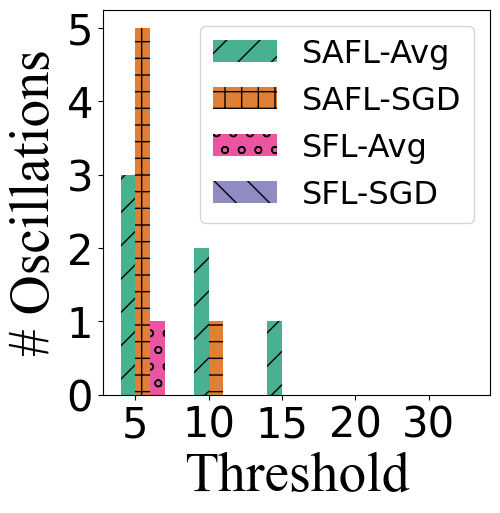 # Oscillations
5
4
3
2
1
0
SAFL-Avg
SAFL-SGD
SFL-Avg
SFL-SGD
5 10 15 20 30
Threshold